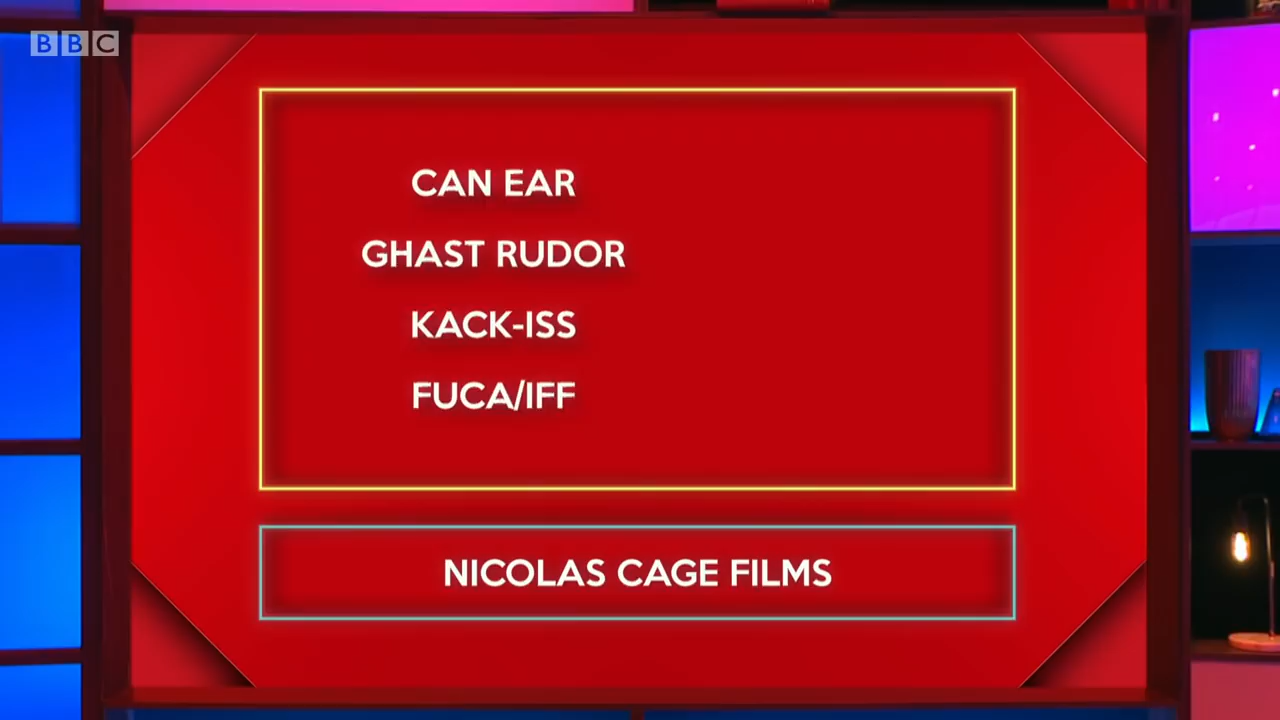 BBC
CAN EAR
GHAST RUDOR
KACK-ISS
FUCA/IFF
NICOLAS CAGE FILMS